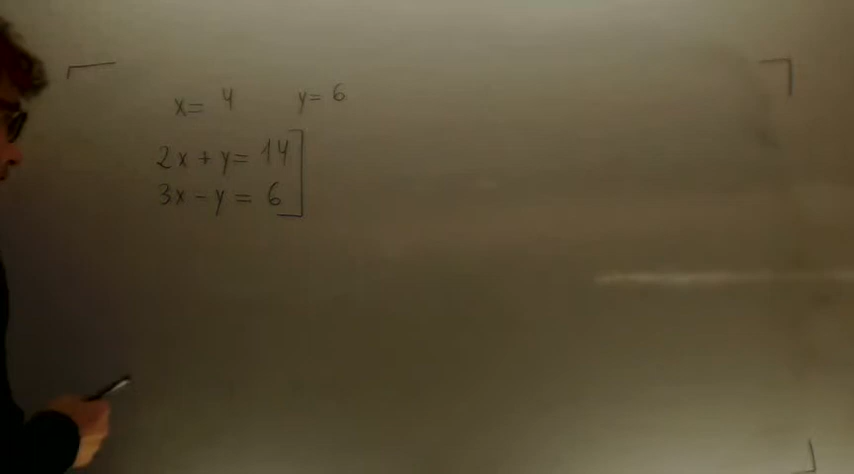 x= 4 y= 6
2x + y= 14
3x - y = 6